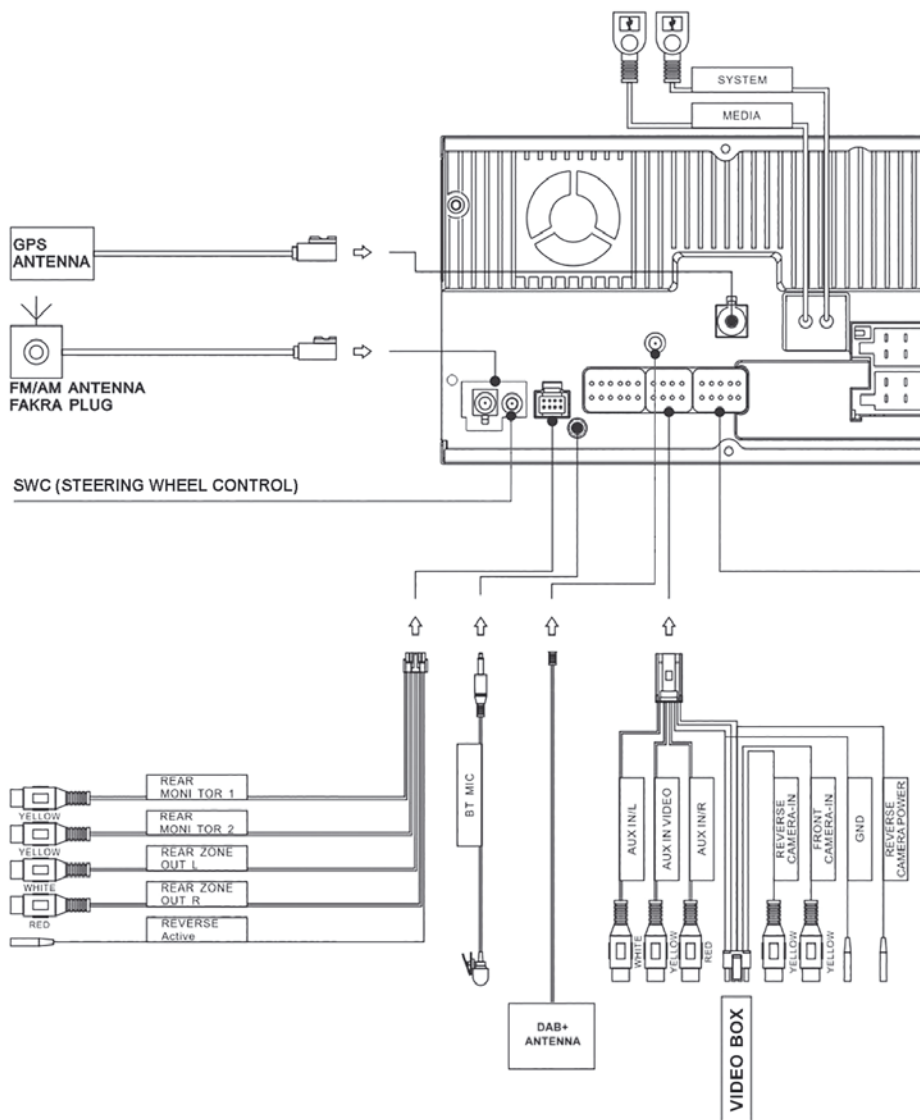 SYSTEM
MEDIA
GPS
ANTENNA
FM/AM ANTENNA
FAKRA PLUG
SWC (STEERING WHEEL CONTROL)
REAR
MONI TOR 1
YELLOW
REAR
MONI TOR 2
YELLOW
REAR ZONE
OUT L
WHITE
REAR ZONE
OUT R
RED
REVERSE
Active
BT MIC
DAB+
ANTENNA
AUX IN/L
AUX IN VIDEO
AUX IN/R
REVERSE
CAMERA-IN
FRONT
CAMERA-IN
GND
REVERSE
CAMERA POWER
WHITE
YELLOW
RED
YELLOW
YELLOW
VIDEO BOX